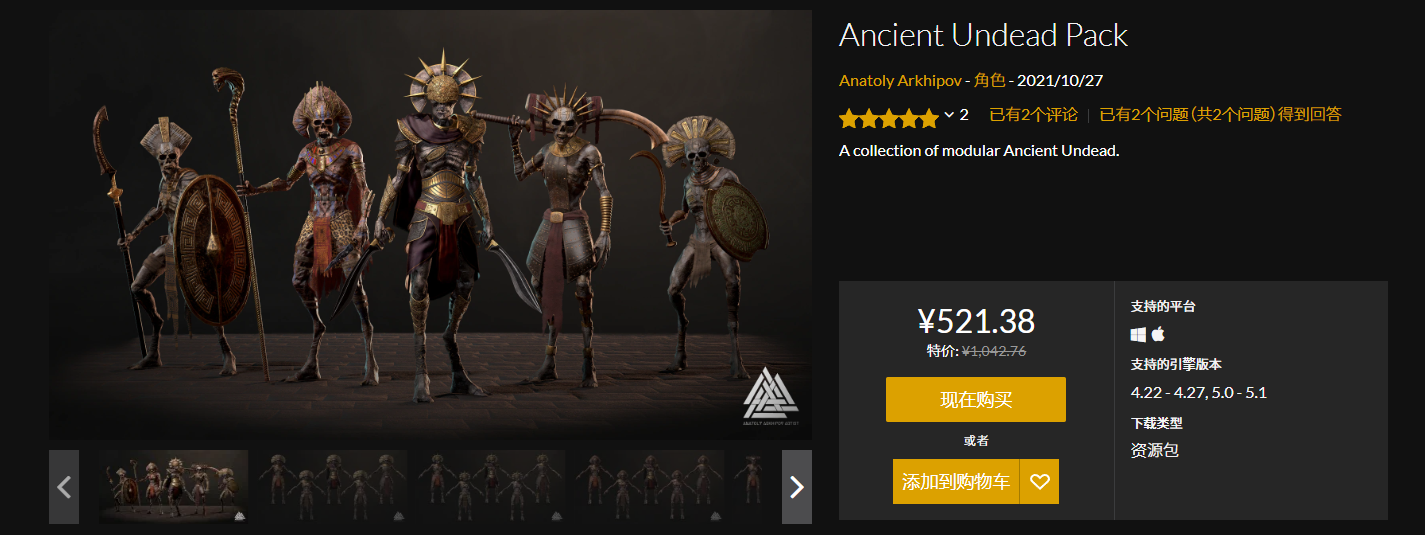 Ancient Undead Pack
Anatoly Arkhipov - 角色 - 2021/10/27
2 已有2个评论 | 已有2个问题 (共2个问题) 得到回答
A collection of modular Ancient Undead.
¥521.38
特价: ¥1,042.76
现在购买
或者
添加到购物车
支持的平台
支持的引擎版本
4.22 - 4.27, 5.0 - 5.1
下载类型
资源包
ANATOLY ARKHIPOV ARTIST